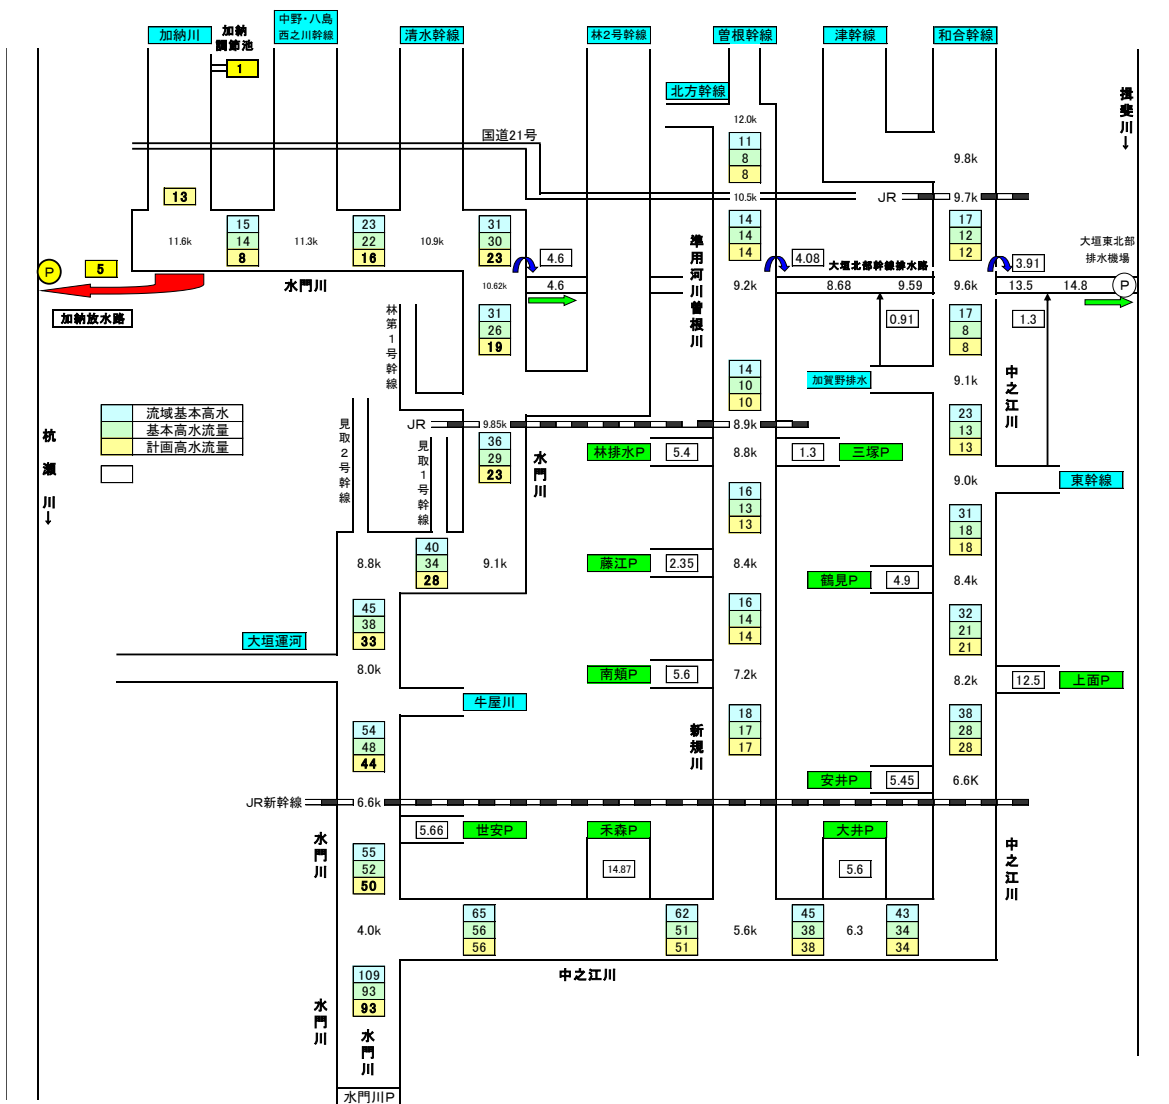 加納川
加納
調節池
1
中野・八島
西之川幹線
清水幹線
林2号幹線
曽根幹線
津幹線
和合幹線
北方幹線
揖斐川→
国道21号
12.0k
11
8
8
9.8k
13
10.5k
JR
9.7k
15
14
8
23
22
16
31
30
23
14
14
14
17
12
12
11.6k
11.3k
10.9k
4.6
準用河川曽根川
4.08
大垣北部幹線排水路
3.91
大垣東北部
排水機場
P
5
水門川
10.62k
4.6
9.2k
8.68
9.59
9.6k
13.5
14.8
P
加納放水路
林第1号幹線
31
26
19
0.91
17
8
8
1.3
14
10
10
加賀野排水
9.1k
中之江川
流域基本高水
基本高水流量
計画高水流量
杭瀬川→
見取2号幹線
JR
9.85k
8.9k
23
13
13
見取1号幹線
36
29
23
水門川
林排水P
5.4
8.8k
1.3
三塚P
9.0k
東幹線
16
13
13
31
18
18
8.8k
40
34
28
9.1k
藤江P
2.35
8.4k
鶴見P
4.9
8.4k
45
38
33
16
14
14
32
21
21
大垣運河
8.0k
南頬P
5.6
7.2k
8.2k
12.5
上面P
牛屋川
54
48
44
新規川
18
17
17
38
28
28
安井P
5.45
6.6K
JR新幹線
6.6k
水門川
5.66
世安P
禾森P
大井P
中之江川
55
52
50
14.87
5.6
4.0k
65
56
56
62
51
51
5.6k
45
38
38
6.3
43
34
34
中之江川
109
93
93
水門川
水門川
水門川P